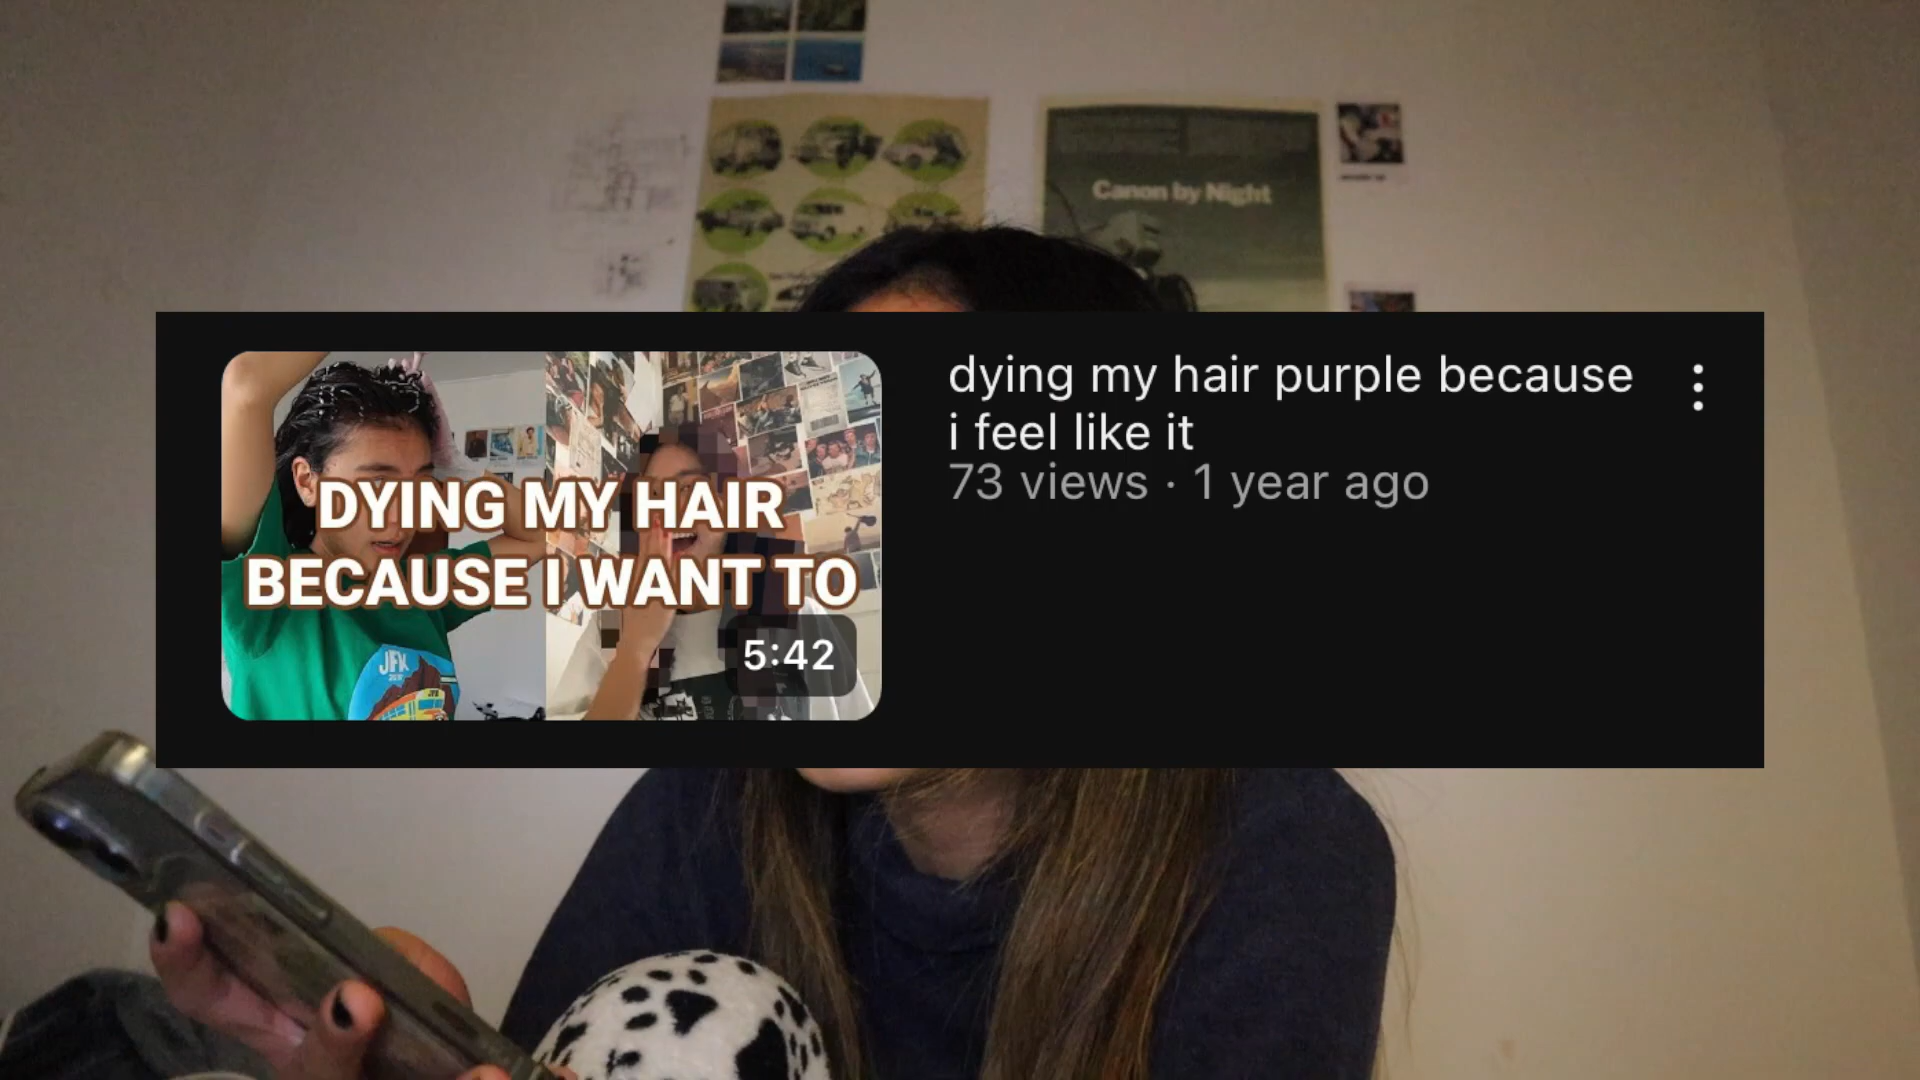 Canon by Night
DYING MY HAIR
BECAUSE I WANT TO
JFK
5:42
dying my hair purple because
i feel like it
73 views · 1 year ago